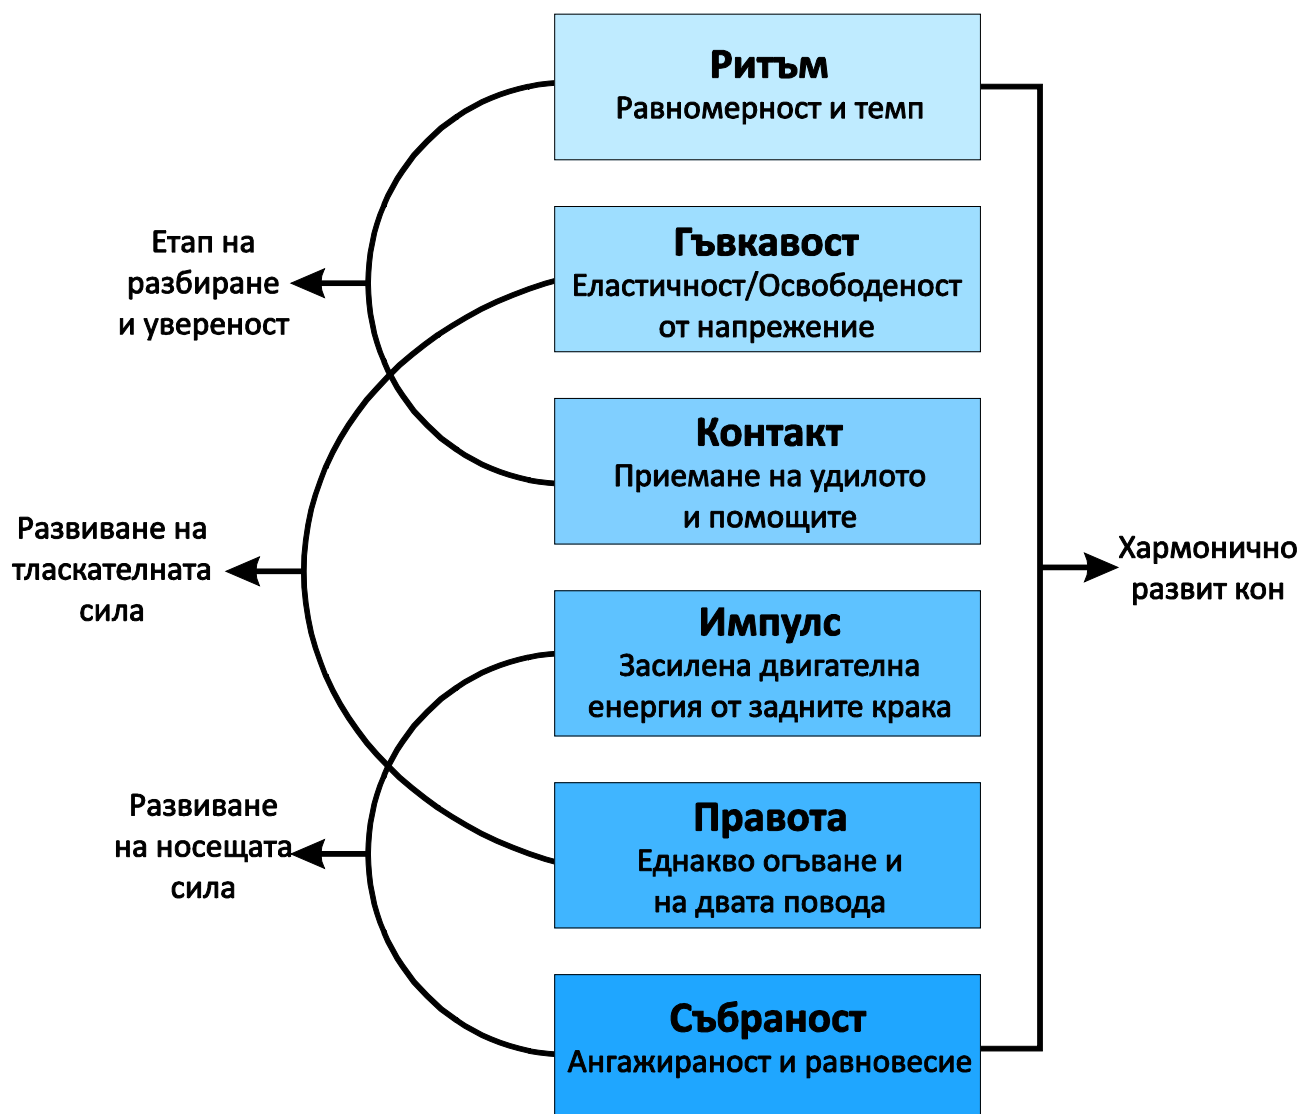 Ритъм
Равномерност и темп
Гъвкавост
Еластичност/Освободеност
от напрежение
Контакт
Приемане на удилото
и помощите
Импулс
Засилена двигателна
енергия от задните крака
Правота
Еднакво огъване и
на двата повода
Събраност
Ангажираност и равновесие
Етап на
разбиране
и увереност
Развиване на
тласкателната
сила
Развиване
на носещата
сила
Хармонично
развит кон